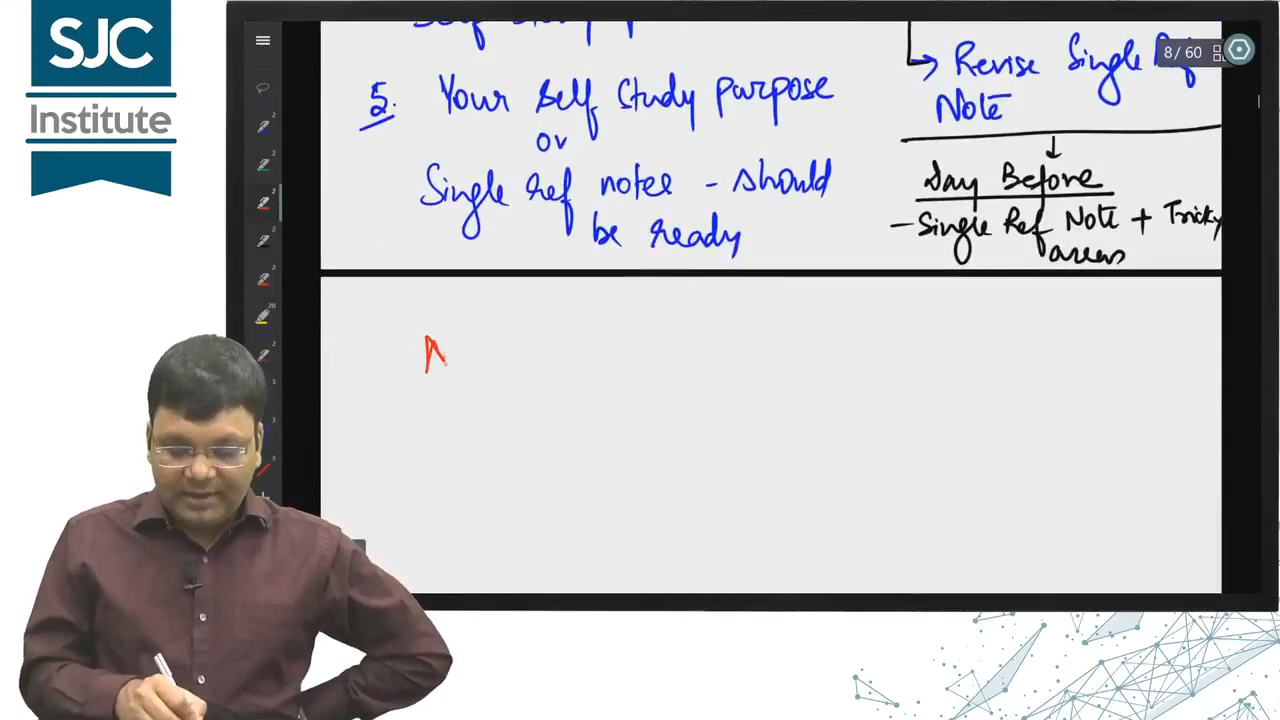 SJC
Institute
8/60
5. Your Self Study purpose
or
Single ref notes - should
be ready
Revise Single Ref
Note
Day Before
- Single Ref Note + Tricky
areas